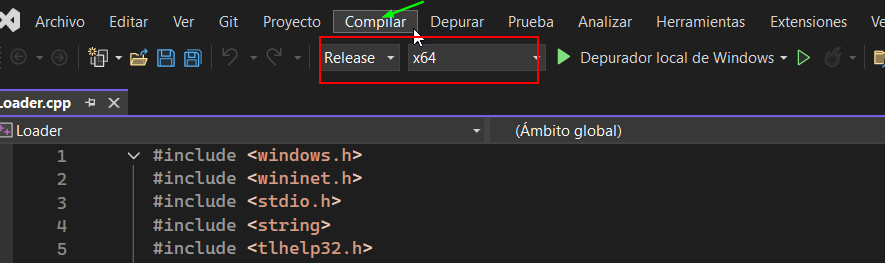 Archivo Editar Ver Git Proyecto Compilar Depurar Prueba Analizar Herramientas Extensiones Ve
Release x64 Depurador local de Windows
Loader.cpp
Loader (Ámbito global)
1 #include <windows.h>
2 #include <wininet.h>
3 #include <stdio.h>
4 #include <string>
5 #include <tlhelp32.h>